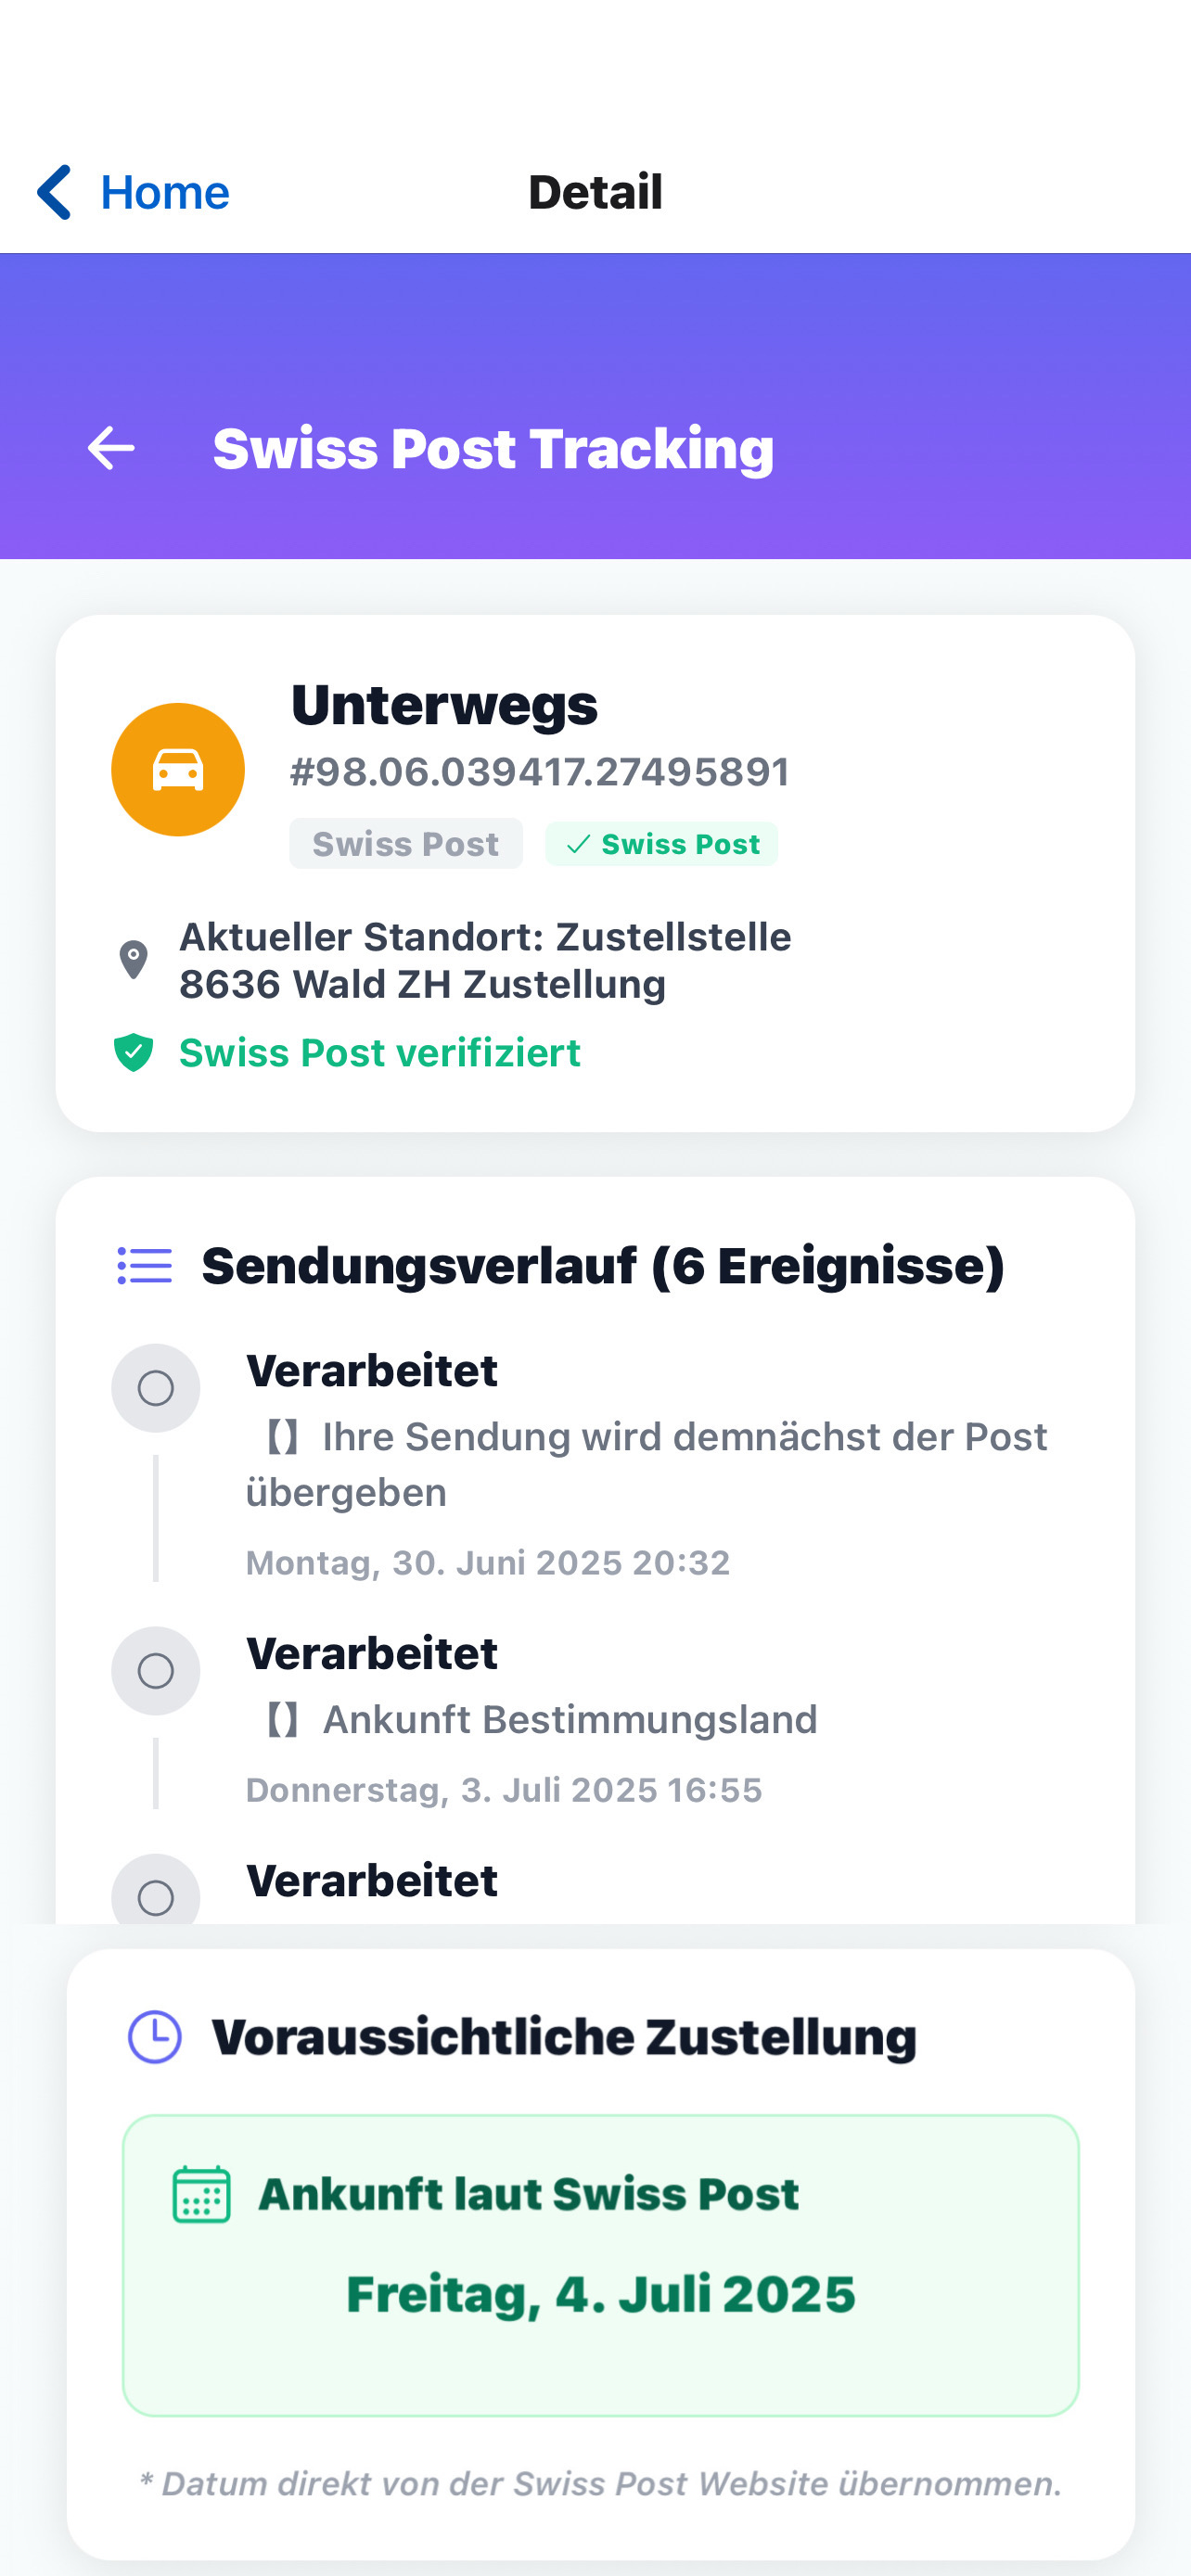 Home
Detail
Swiss Post Tracking
Unterwegs
#98.06.039417.27495891
Swiss Post
Swiss Post
Aktueller Standort: Zustellstelle
8636 Wald ZH Zustellung
Swiss Post verifiziert
Sendungsverlauf (6 Ereignisse)
Verarbeitet
【】 Ihre Sendung wird demnächst der Post
übergeben
Montag, 30. Juni 2025 20:32
Verarbeitet
【】 Ankunft Bestimmungsland
Donnerstag, 3. Juli 2025 16:55
Verarbeitet
Voraussichtliche Zustellung
Ankunft laut Swiss Post
Freitag, 4. Juli 2025
* Datum direkt von der Swiss Post Website übernommen.